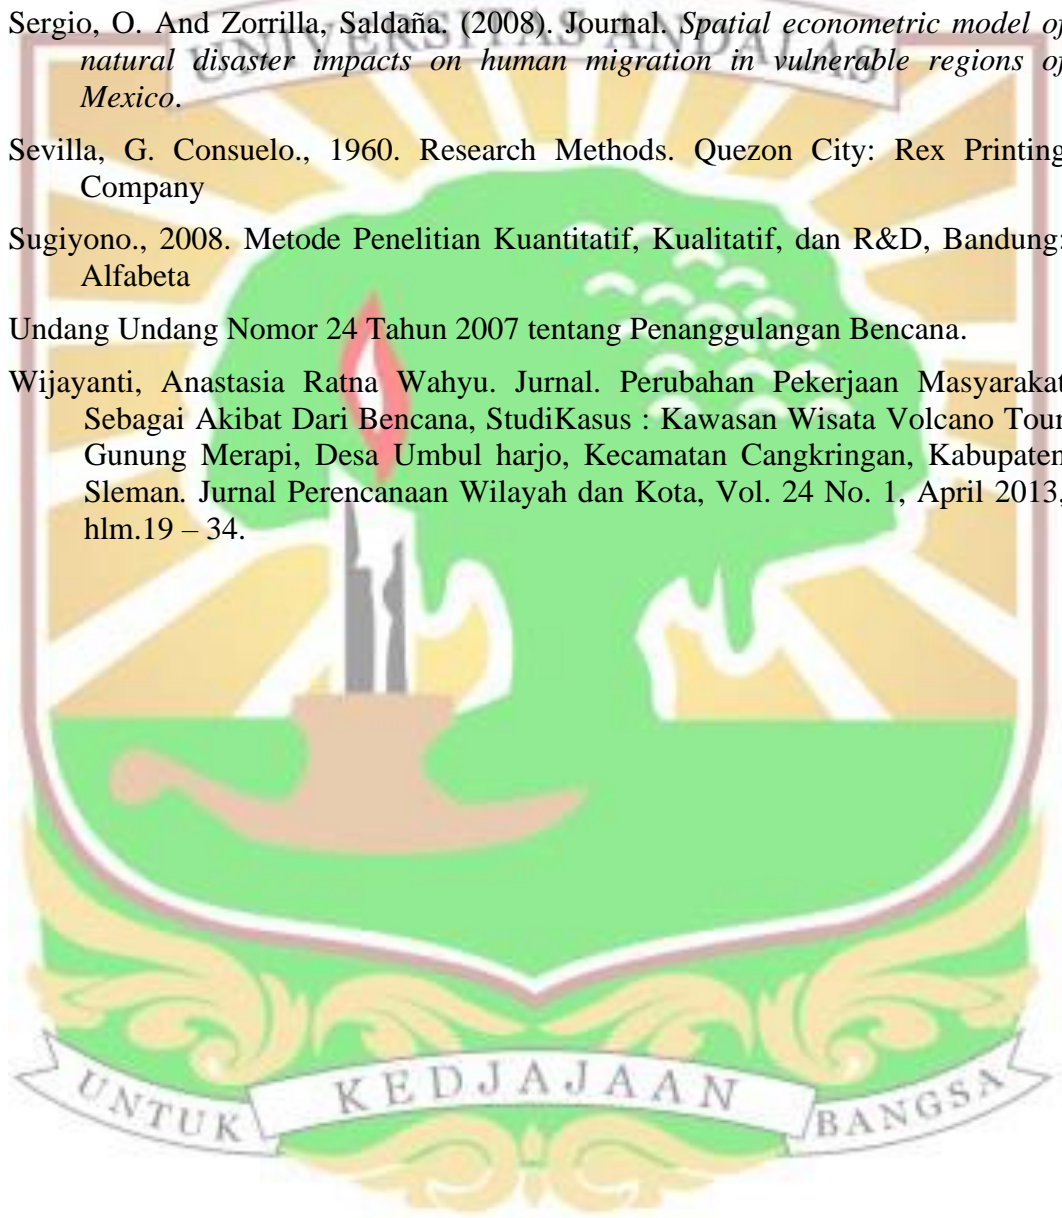 Sergio, O. And Zorrilla, Saldaña. (2008). Journal. Spatial econometric model of
UNIVERSITAS ANDALAS
natural disaster impacts on human migration in vulnerable regions of
Mexico.
Sevilla, G. Consuelo., 1960. Research Methods. Quezon City: Rex Printing
Company
Sugiyono., 2008. Metode Penelitian Kuantitatif, Kualitatif, dan R&D, Bandung:
Alfabeta
Undang Undang Nomor 24 Tahun 2007 tentang Penanggulangan Bencana.
Wijayanti, Anastasia Ratna Wahyu. Jurnal. Perubahan Pekerjaan Masyarakat
Sebagai Akibat Dari Bencana, StudiKasus : Kawasan Wisata Volcano Tour
Gunung Merapi, Desa Umbul harjo, Kecamatan Cangkringan, Kabupaten
Sleman. Jurnal Perencanaan Wilayah dan Kota, Vol. 24 No. 1, April 2013,
hlm.19 – 34.
UNTUK KEDJAJAAN BANGSA